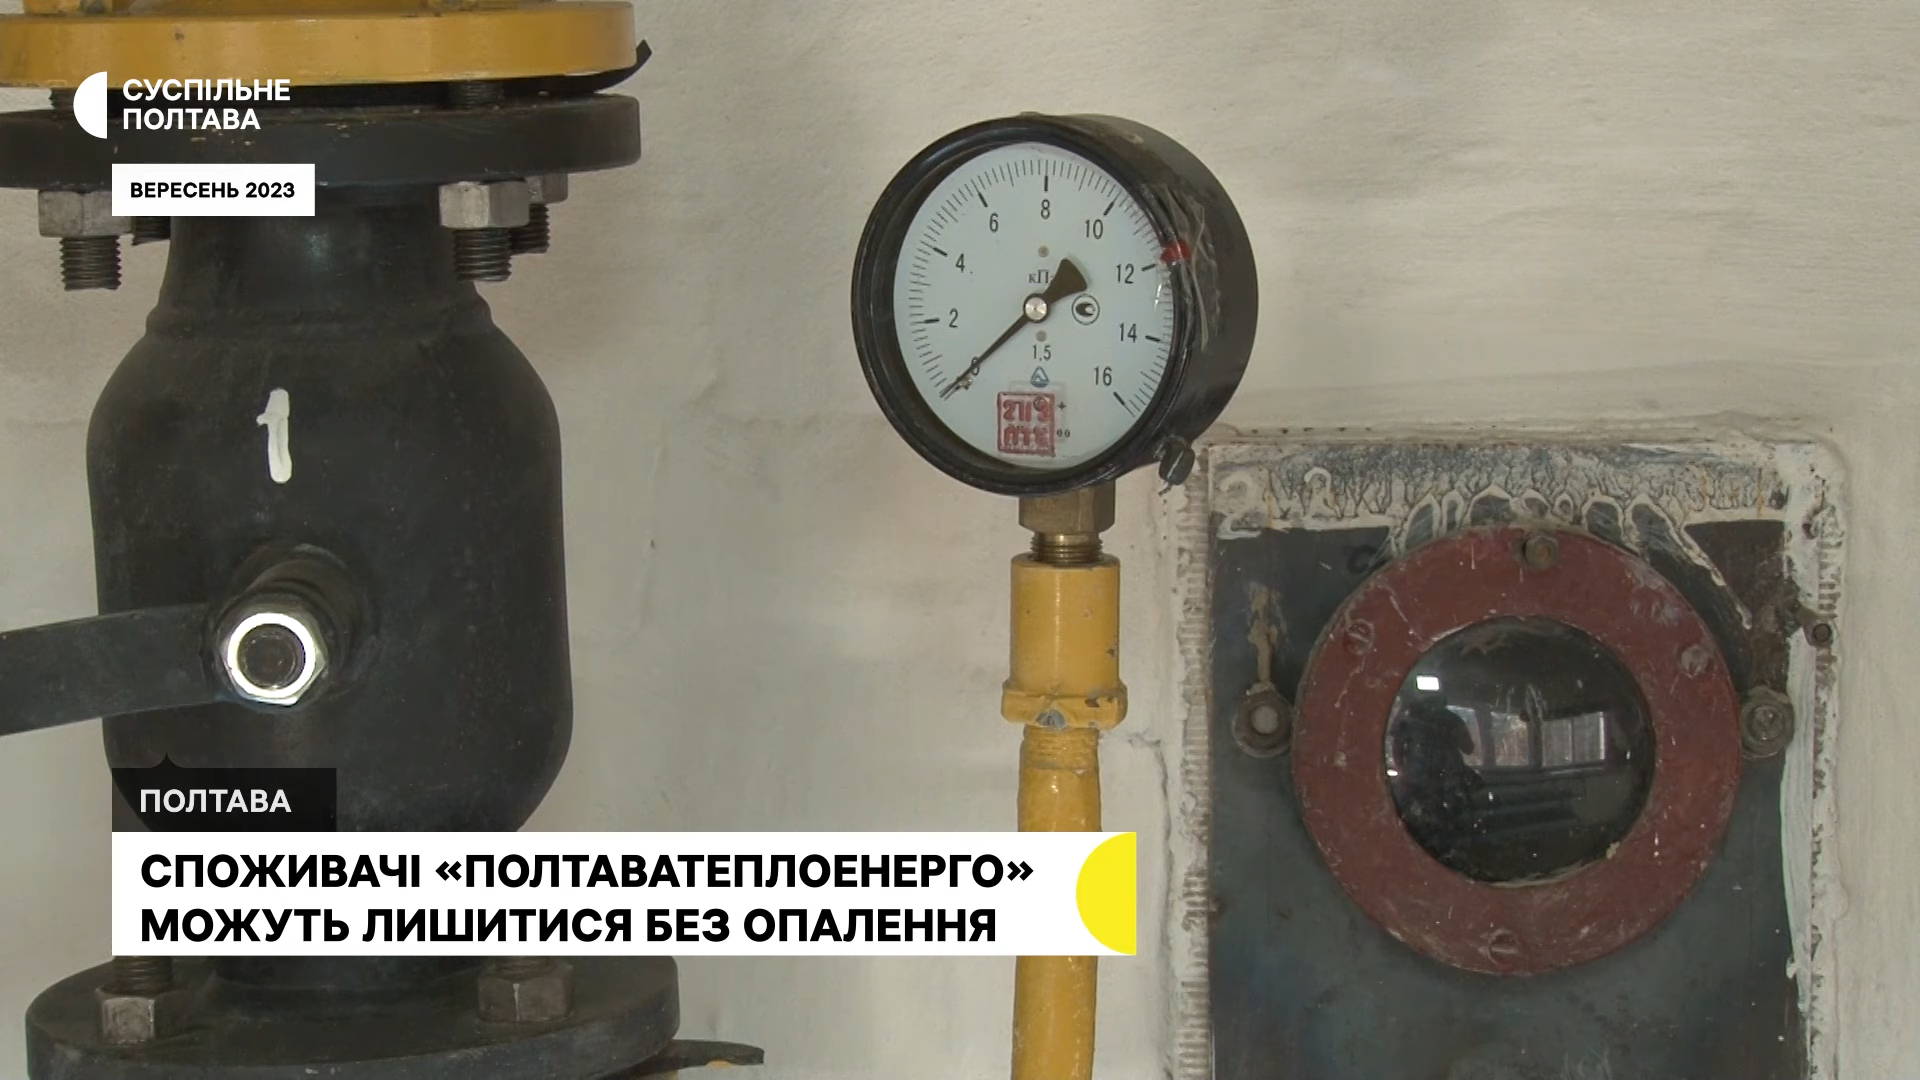 СУСПІЛЬНЕ
ПОЛТАВА
ВЕРЕСЕНЬ 2023
8
6
10
4
12
2
14
0
16
1,5
1
ПОЛТАВА
СПОЖИВАЧІ «ПОЛТАВАТЕПЛОЕНЕРГО»
МОЖУТЬ ЛИШИТИСЯ БЕЗ ОПАЛЕННЯ